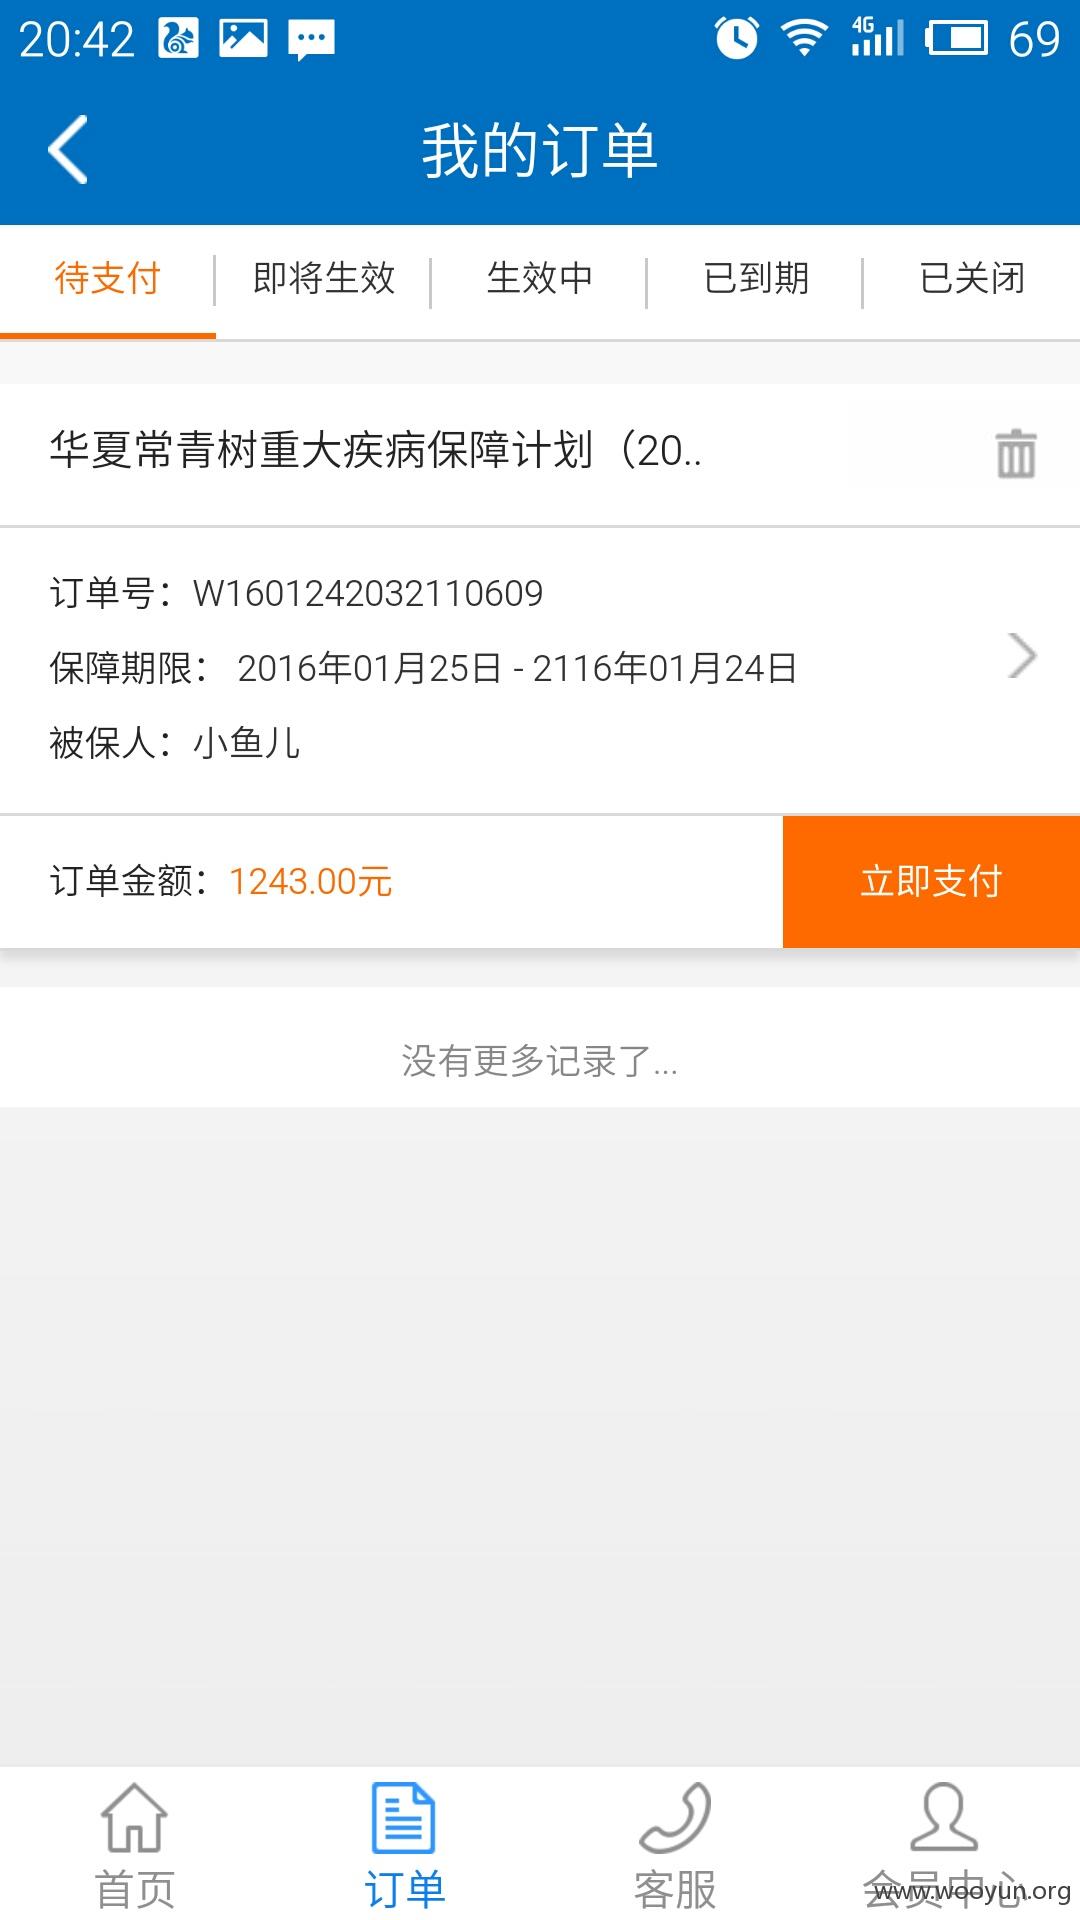 20:42 4G 69
我的订单
待支付 即将生效 生效中 已到期 已关闭
华夏常青树重大疾病保障计划（20..
订单号：W1601242032110609
保障期限： 2016年01月25日 - 2116年01月24日
被保人：小鱼儿
订单金额：1243.00元 立即支付
没有更多记录了...
首页 订单 客服 会员中心
www.wooyun.org